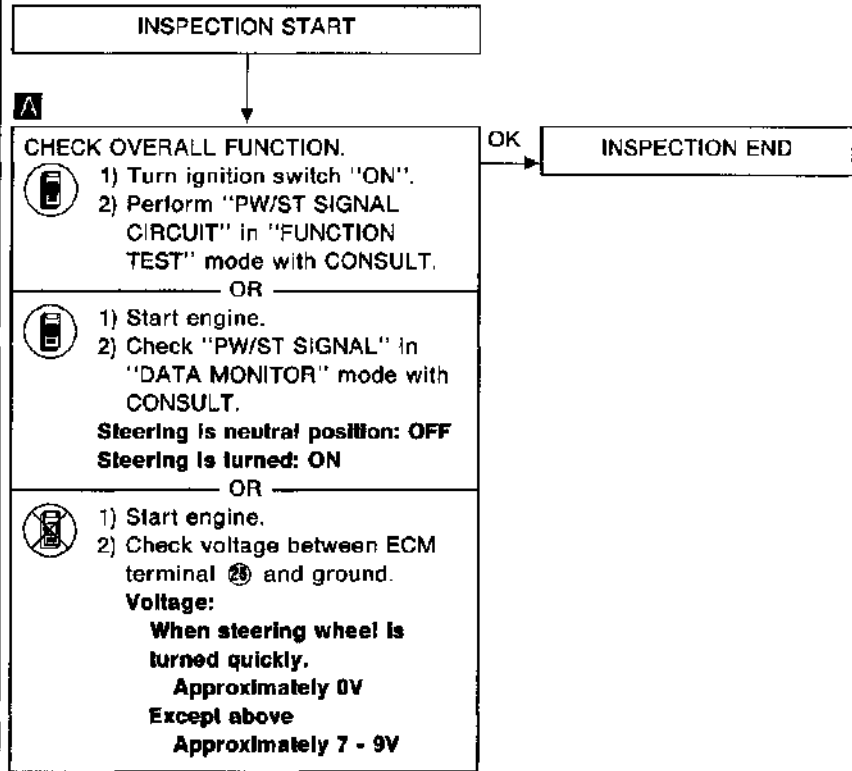 INSPECTION START
A
CHECK OVERALL FUNCTION.
1) Turn ignition switch "ON".
2) Perform "PW/ST SIGNAL
CIRCUIT" in "FUNCTION
TEST" mode with CONSULT.
OK
INSPECTION END
OR
1) Start engine.
2) Check "PW/ST SIGNAL" in
"DATA MONITOR" mode with
CONSULT.
Steering is neutral position: OFF
Steering is turned: ON
OR
1) Start engine.
2) Check voltage between ECM
terminal 25 and ground.
Voltage:
When steering wheel is
turned quickly.
Approximately 0V
Except above
Approximately 7 - 9V